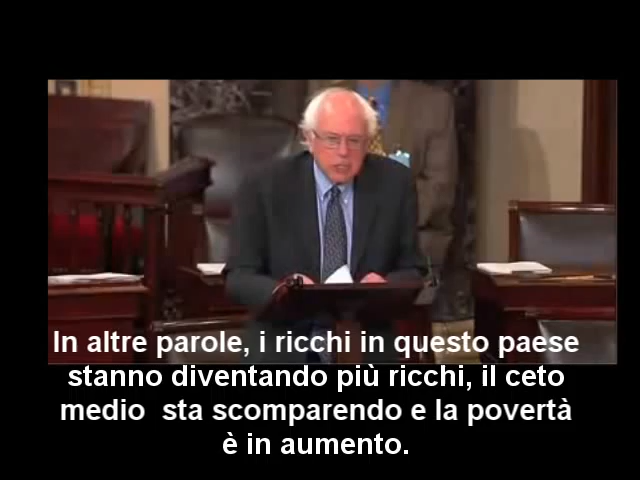 In altre parole, i ricchi in questo paese
stanno diventando più ricchi, il ceto
medio  sta scomparendo e la povertà
è in aumento.